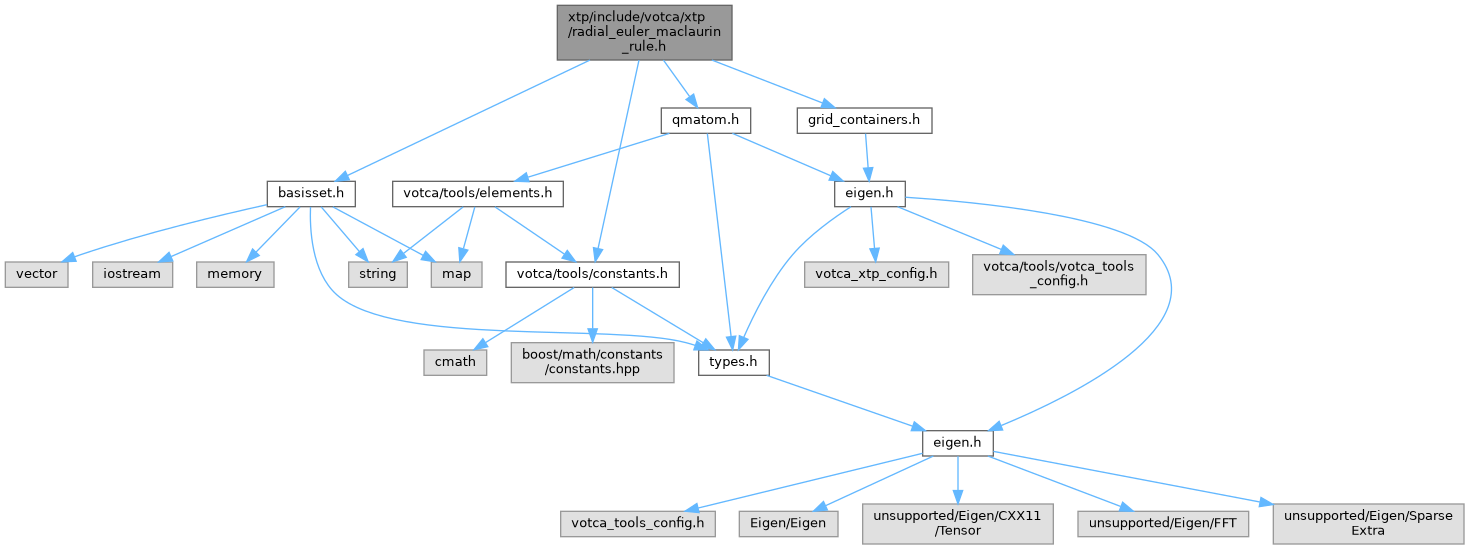 xtp/include/votca/xtp
/radial_euler_maclaurin
_rule.h
qmatom.h
grid_containers.h
basisset.h
votca/tools/elements.h
eigen.h
vector
iostream
memory
string
map
votca/tools/constants.h
votca_xtp_config.h
votca/tools/votca_tools
_config.h
cmath
boost/math/constants
/constants.hpp
types.h
eigen.h
votca_tools_config.h
Eigen/Eigen
unsupported/Eigen/CXX11
/Tensor
unsupported/Eigen/FFT
unsupported/Eigen/Sparse
Extra